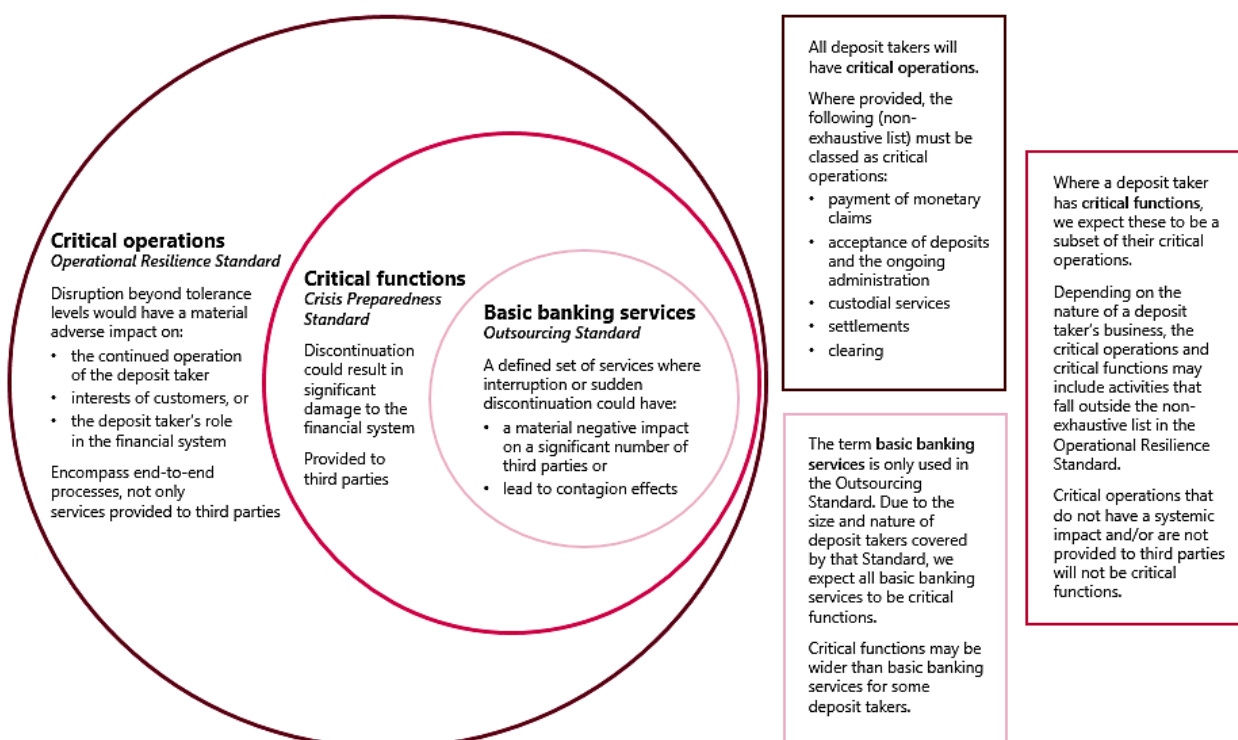 Critical operations
Operational Resilience Standard
Disruption beyond tolerance
levels would have a material
adverse impact on:
• the continued operation
of the deposit taker
• interests of customers, or
• the deposit taker's role
in the financial system
Encompass end-to-end
processes, not only
services provided to third parties
Critical functions
Crisis Preparedness
Standard
Discontinuation
could result in
significant
damage to the
financial system
Provided to
third parties
Basic banking services
Outsourcing Standard
A defined set of services where
interruption or sudden
discontinuation could have:
• a material negative impact
on a significant number of
third parties or
• lead to contagion effects
All deposit takers will
have critical operations.
Where provided, the
following (non-
exhaustive list) must be
classed as critical
operations:
• payment of monetary
claims
• acceptance of deposits
and the ongoing
administration
• custodial services
• settlements
• clearing
The term basic banking
services is only used in
the Outsourcing
Standard. Due to the
size and nature of
deposit takers covered
by that Standard, we
expect all basic banking
services to be critical
functions.
Critical functions may be
wider than basic banking
services for some
deposit takers.
Where a deposit taker
has critical functions,
we expect these to be a
subset of their critical
operations.
Depending on the
nature of a deposit
taker's business, the
critical operations and
critical functions may
include activities that
fall outside the non-
exhaustive list in the
Operational Resilience
Standard.
Critical operations that
do not have a systemic
impact and/or are not
provided to third parties
will not be critical
functions.